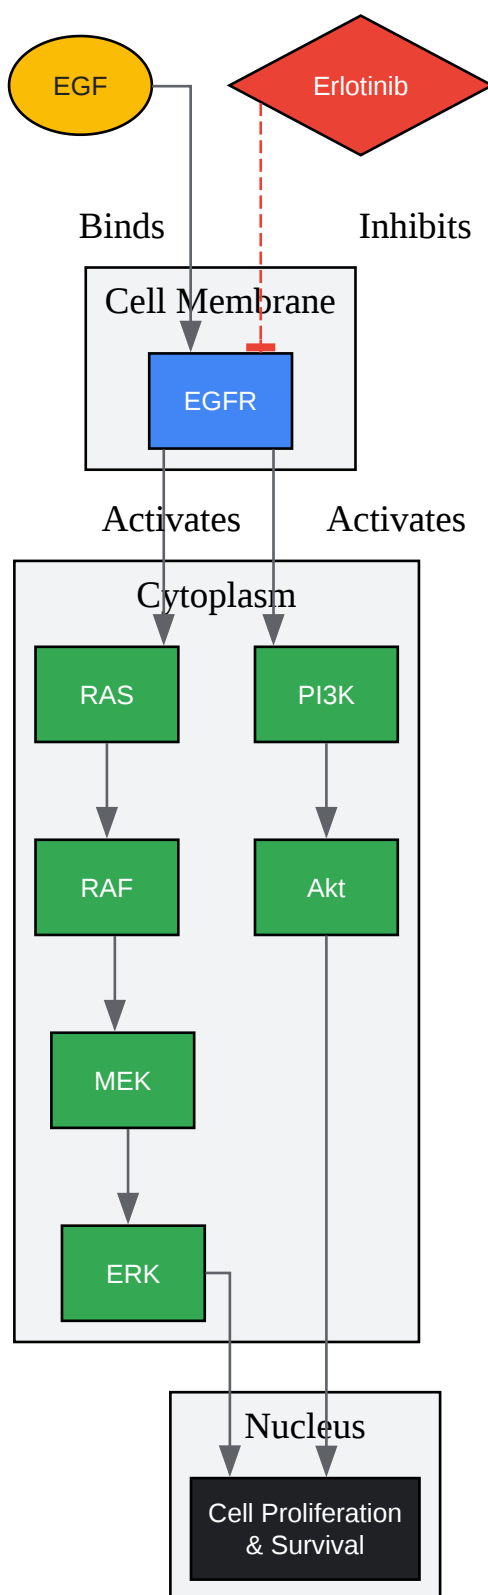 EGF
Erlotinib
Binds
Inhibits
Cell Membrane
EGFR
Activates
Activates
Cytoplasm
RAS
PI3K
RAF
Akt
MEK
ERK
Nucleus
Cell Proliferation
& Survival